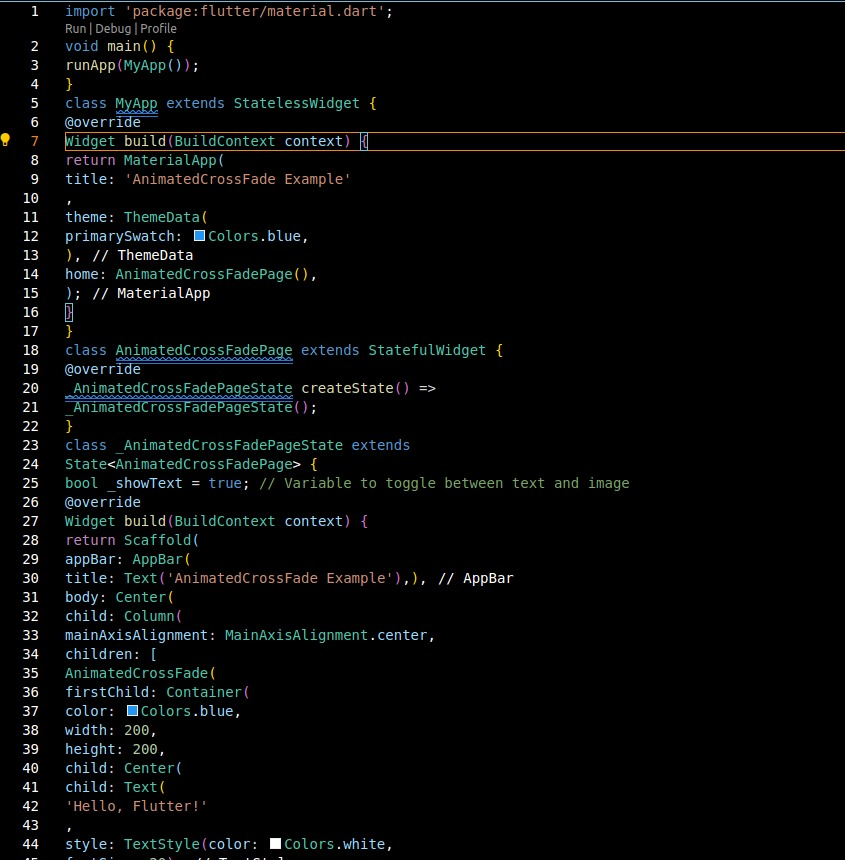 1 import 'package:flutter/material.dart';
Run | Debug | Profile
2 void main() {
3 runApp(MyApp());
4 }
5 class MyApp extends StatelessWidget {
6 @override
7 Widget build(BuildContext context) {
8 return MaterialApp(
9 title: 'AnimatedCrossFade Example'
10 ,
11 theme: ThemeData(
12 primarySwatch: Colors.blue,
13 ), // ThemeData
14 home: AnimatedCrossFadePage(),
15 ); // MaterialApp
16 }
17 }
18 class AnimatedCrossFadePage extends StatefulWidget {
19 @override
20 _AnimatedCrossFadePageState createState() =>
21 _AnimatedCrossFadePageState();
22 }
23 class _AnimatedCrossFadePageState extends
24 State<AnimatedCrossFadePage> {
25 bool _showText = true; // Variable to toggle between text and image
26 @override
27 Widget build(BuildContext context) {
28 return Scaffold(
29 appBar: AppBar(
30 title: Text('AnimatedCrossFade Example'),), // AppBar
31 body: Center(
32 child: Column(
33 mainAxisAlignment: MainAxisAlignment.center,
34 children: [
35 AnimatedCrossFade(
36 firstChild: Container(
37 color: Colors.blue,
38 width: 200,
39 height: 200,
40 child: Center(
41 child: Text(
42 'Hello, Flutter!'
43 ,
44 style: TextStyle(color: Colors.white,